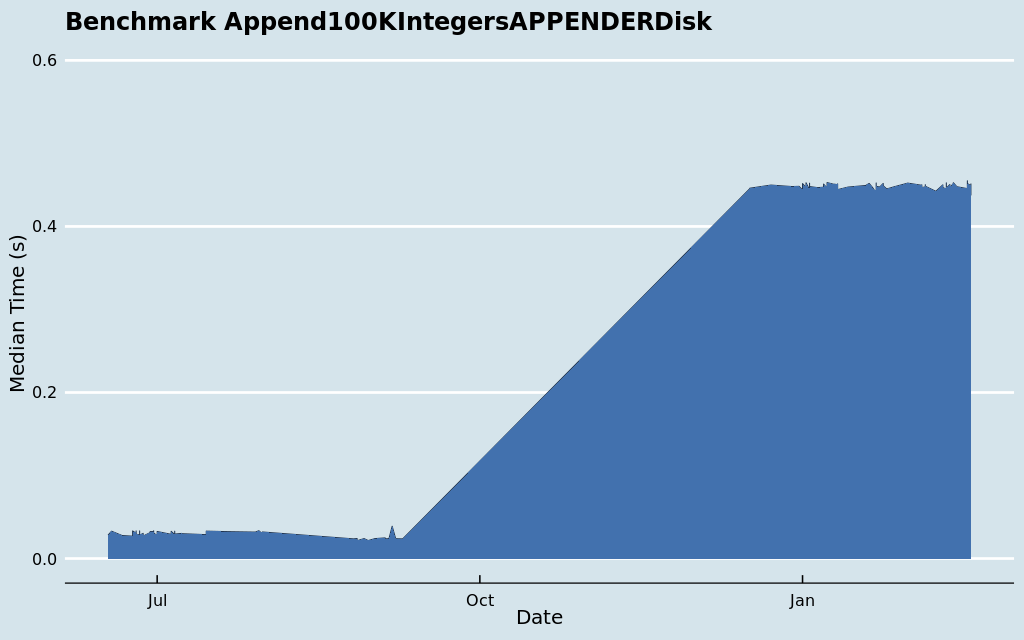 Benchmark Append100KIntegersAPPENDERDisk
0.6
0.4
0.2
0.0
Median Time (s)
Jul
Oct
Jan
Date